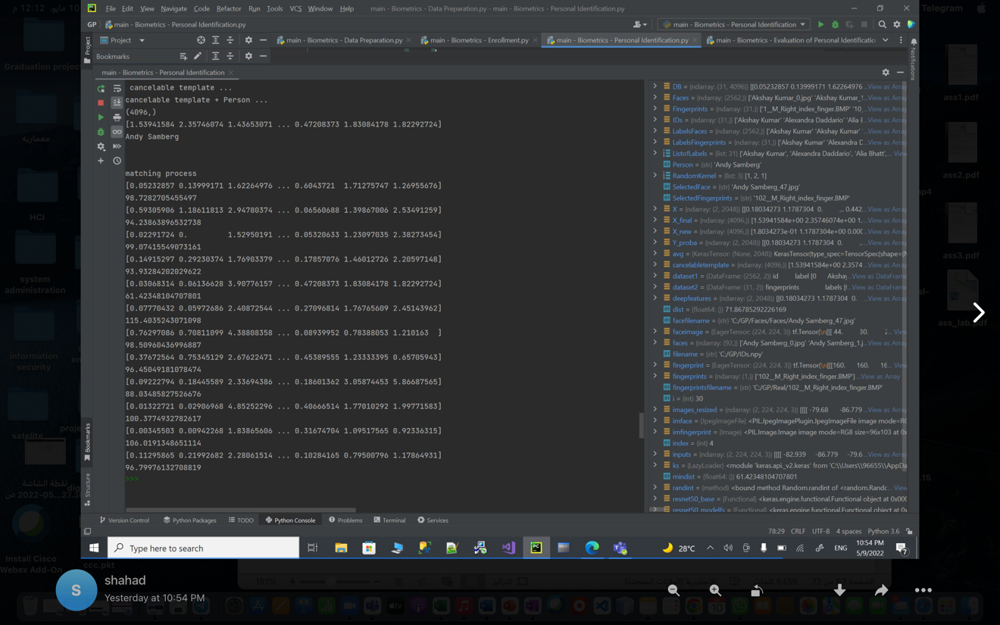 10 مايو، 12:12 م
File Edit View Navigate Code Refactor Run Tools VCS Window Help main - Biometrics - Data Preparation.py - main - Biometrics - Personal Identification.py
Telegram
GP main - Biometrics - Personal Identification.py
main - Biometrics - Personal Identification
Project
main - Biometrics - Data Preparation.py
main - Biometrics - Enrollment.py
main - Biometrics - Personal Identification.py
main - Biometrics - Evaluation of Personal Identificatio
Bookmarks
main - Biometrics - Personal Identification
cancelable template ...
cancelable template + Person ...
(4096,)
[1.53941584 2.35746074 1.43653071 ... 0.47208373 1.83084178 1.82292724]
Andy Samberg
matching process
[0.05232857 0.13999171 1.62264976 ... 0.6043721  1.71275747 1.26955676]
98.7282705455497
[0.59305906 1.18611813 2.94780374 ... 0.06560688 1.39867006 2.53491259]
94.23863896532738
[0.02291724 0.         1.52950191 ... 0.05320633 1.23097035 2.38273454]
99.07415549073161
[0.14915297 0.29230374 1.76903379 ... 0.17857076 1.46012726 2.20597148]
93.93284202029622
[0.03068314 0.06136628 3.90776157 ... 0.47208373 1.83084178 1.82292724]
61.42348104707801
[0.07770432 0.05972686 2.40872544 ... 0.27096814 1.76765609 2.45143962]
115.4035243071098
[0.76297086 0.70811099 4.38808358 ... 0.08939952 0.78388053 1.210163  ]
98.50960436996887
[0.37672564 0.75345129 2.67622471 ... 0.45389555 1.23333395 0.65705943]
96.45049181078474
[0.09222794 0.18445589 2.33694386 ... 0.18601362 3.05874453 5.86687565]
88.03485827526676
[0.01322721 0.02906968 4.85252296 ... 0.40666514 1.77010292 1.99771583]
100.3774932782617
[0.00345503 0.00942268 1.83865606 ... 0.31674704 1.09517565 0.92336315]
106.0191348651114
[0.11295865 0.21992682 2.28061514 ... 0.10284165 0.79500796 1.17864931]
96.79976132708819
>>>
DB = {ndarray: (31, 4096)} [[0.05232857 0.13999171 1.62264976 ...View as Array
Faces = {ndarray: (2562,)} ['Akshay Kumar_0.jpg' 'Akshay Kumar_1...View as Array
Fingerprints = {ndarray: (31,)} ['1__M_Right_index_finger.BMP' '10_...View as Array
IDs = {ndarray: (31,)} ['Akshay Kumar' 'Alexandra Daddario' 'Alia E...View as Array
LabelsFaces = {ndarray: (2562,)} ['Akshay Kumar' 'Akshay Kumar' ...View as Array
LabelsFingerprints = {ndarray: (31,)} ['Akshay Kumar' 'Alexandra D...View as Array
ListofLabels = {list: 31} ['Akshay Kumar', 'Alexandra Daddario', 'Alia Bhatt',... View
Person = {str} 'Andy Samberg'
RandomKernel = {list: 3} [1, 2, 1]
SelectedFace = {str} 'Andy Samberg_47.jpg'
SelectedFingerprints = {str} '102__M_Right_index_finger.BMP'
X = {ndarray: (2, 2048)} [[0.18034273 1.1787304 0. ... 0.442...View as Array
X_final = {ndarray: (4096,)} [1.53941584e+00 2.35746074e+00 1....View as Array
X_new = {ndarray: (4096,)} [1.8034273e-01 1.1787304e+00 0.000...View as Array
Y_proba = {ndarray: (2, 2048)} [[0.18034273 1.1787304 0. ...View as Array
avg = {KerasTensor: (None, 2048)} KerasTensor(type_spec=TensorSpec(shape=(N
cancelabletemplate = {ndarray: (4096,)} [1.53941584e+00 2.3574...View as Array
dataset1 = {DataFrame: (2562, 2)} id label [0 Akshay...View as DataFrame
dataset2 = {DataFrame: (31, 2)} fingerprints labels [(...View as DataFrame
deepfeatures = {ndarray: (2, 2048)} [[0.18034273 1.1787304 0. ...View as Array
dist = {float64: ()} 71.86785292226169
facefilename = {str} 'C:/GP/Faces/Faces/Andy Samberg_47.jpg'
faceimage = {EagerTensor: (224, 224, 3)} tf.Tensor(\n[[[ 44. 30. 2... View
faces = {ndarray: (92,)} ['Andy Samberg_0.jpg' 'Andy Samberg_1.j...View as Array
filename = {str} 'C:/GP/IDs.npy'
fingerprint = {EagerTensor: (224, 224, 3)} tf.Tensor(\n[[[160. 160. 16... View
fingerprints = {ndarray: (1,)} ['102__M_Right_index_finger.BMP'] ...View as Array
fingerprintsfilename = {str} 'C:/GP/Real/102__M_Right_index_finger.BMP'
i = {int} 30
images_resized = {ndarray: (2, 224, 224, 3)} [[[[ -79.68 -86.779 ...View as Array
imface = {JpegImageFile} <PIL.JpegImagePlugin.JpegImageFile image mode=RG
imfingerprint = {Image} <PIL.Image.Image image mode=RGB size=96x103 at 0x
index = {int} 4
inputs = {ndarray: (2, 224, 224, 3)} [[[[ -82.939 -86.779 -79.6...View as Array
ks = {LazyLoader} <module 'keras.api._v2.keras' from 'C:\\Users\\96655\\AppDa
mindist = {float64: ()} 61.42348104707801
randint = {method} <bound method Random.randint of <random.Randc... View
resnet50_base = {Functional} <keras.engine.functional.Functional object at 0x000
resnet50_modelfs = {Functional} <keras.engine.functional.Functional object at 0
Project
Bookmarks
Structure
Notifications
Version Control Python Packages TODO Python Console Problems Terminal Services
78:29 CRLF UTF-8 4 spaces Python 3.6
Type here to search
28°C
ENG
10:54 PM
5/9/2022
7
Graduation project
معمارية
HCI
system
administration
information
security
satelite
لقطة الشاشة
Install Cisco
Webex Add-On
ccc.pkt
ass1.pdf
ass2.pdf
ass3.pdf
ass_lab.pdf
S
shahad
Yesterday at 10:54 PM
151%
التركيز